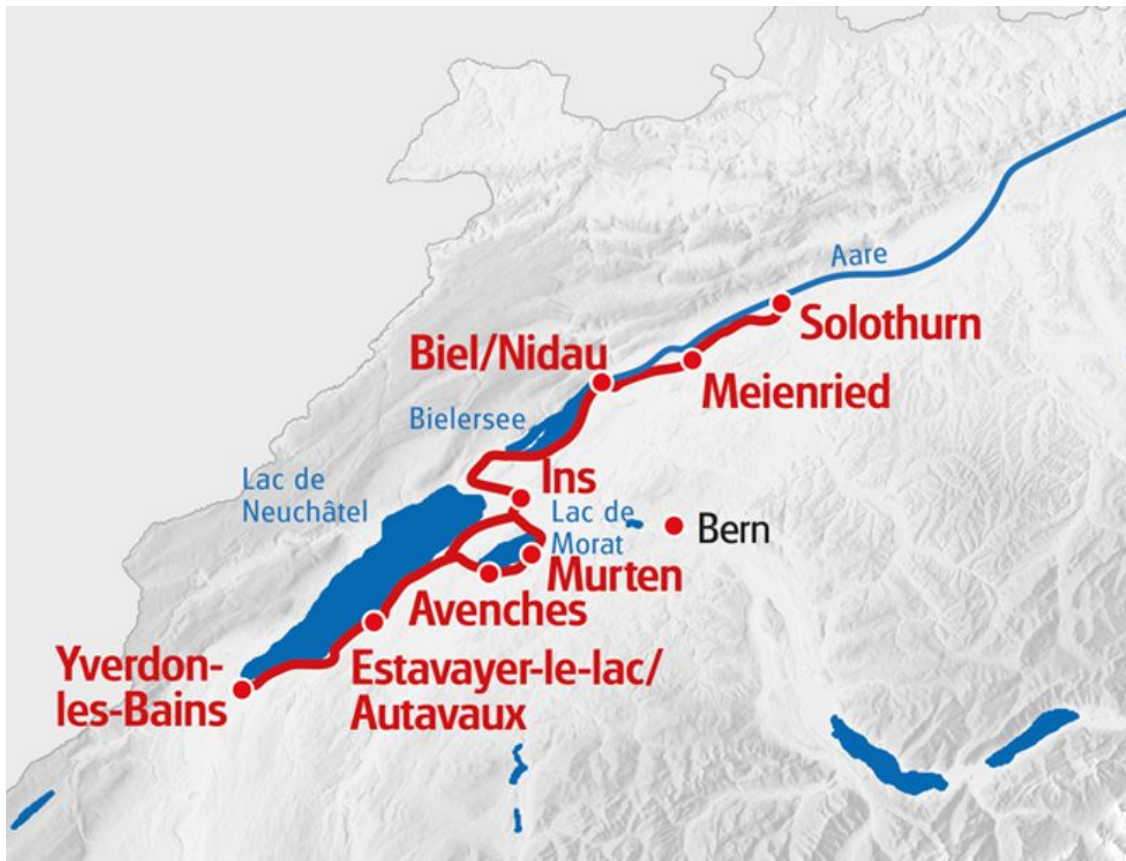 Aare
Solothurn
Biel/Nidau
Meienried
Bielersee
Ins
Lac de
Neuchâtel
Lac de
Morat
Bern
Murten
Avenches
Yverdon-
les-Bains
Estavayer-le-lac/
Autavaux